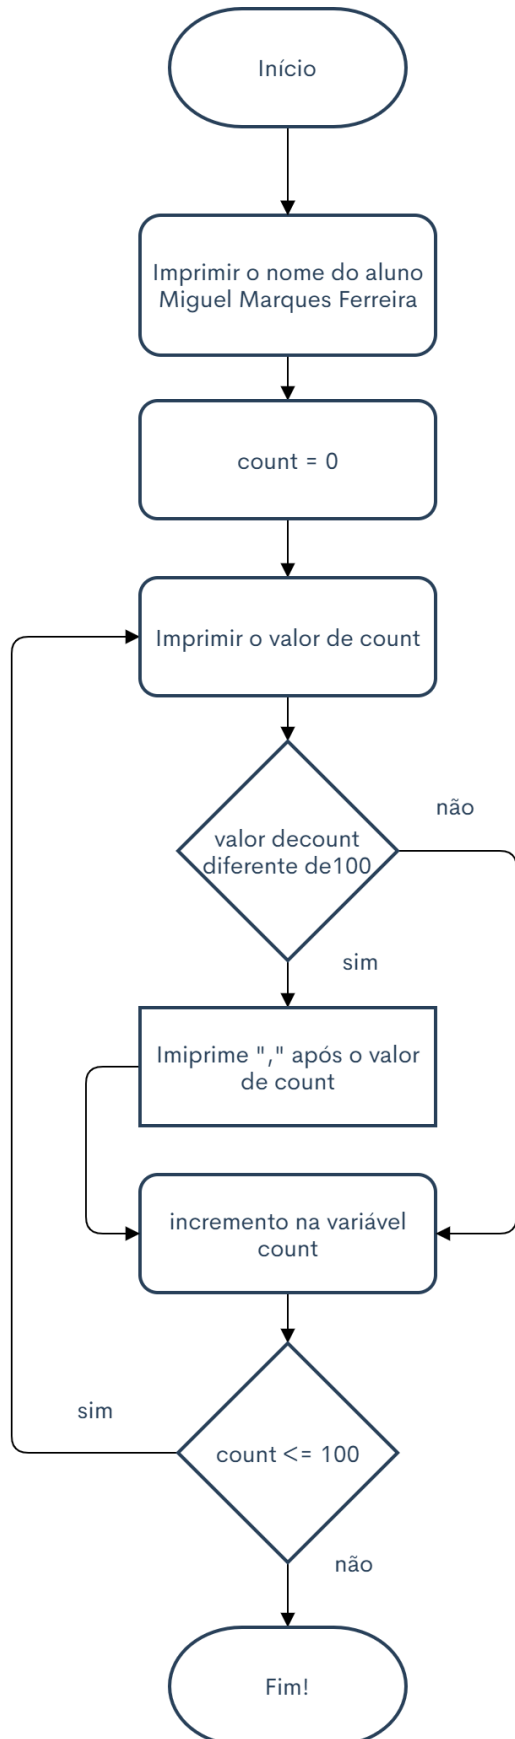 Início
Imprimir o nome do aluno
Miguel Marques Ferreira
count = 0
Imprimir o valor de count
não
valor decount
diferente de100
sim
Imiprime "," após o valor
de count
incremento na variável
count
sim
count <= 100
não
Fim!